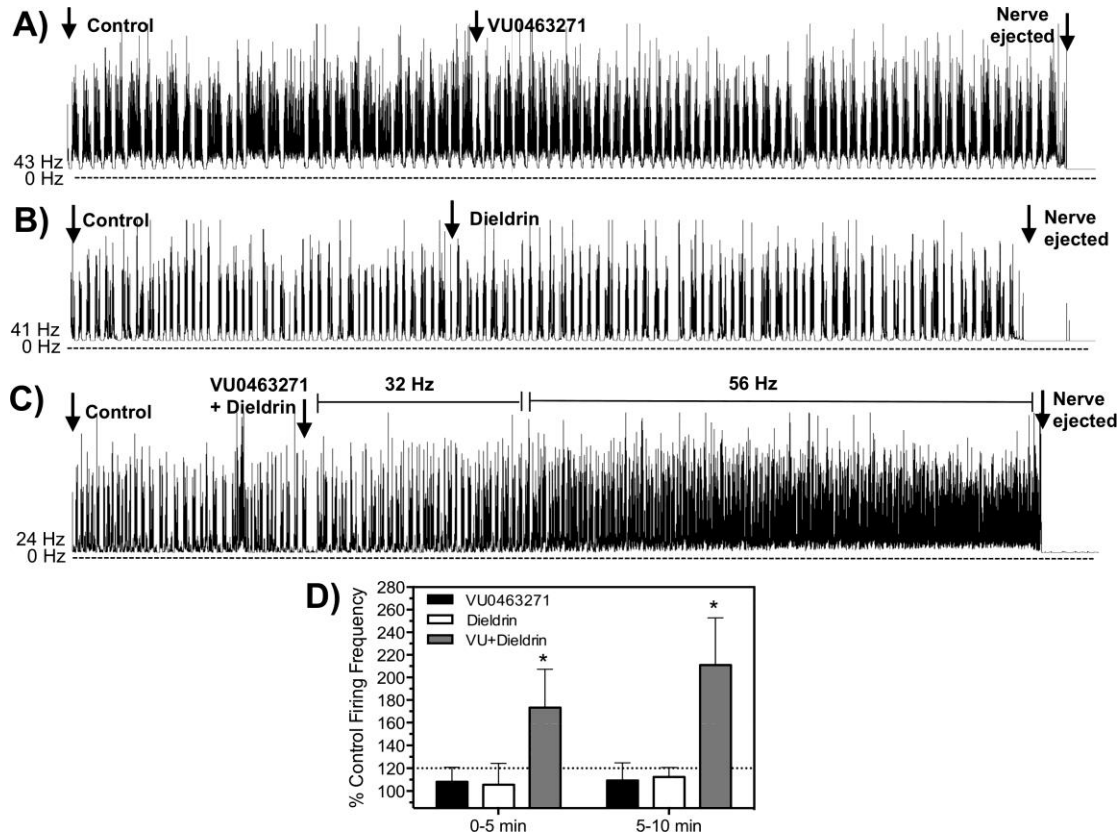 A)
Control
VU0463271
Nerve
ejected
43 Hz
0 Hz
B)
Control
Dieldrin
Nerve
ejected
41 Hz
0 Hz
C)
Control
VU0463271
+ Dieldrin
32 Hz
56 Hz
Nerve
ejected
24 Hz
0 Hz
D)
% Control Firing Frequency
280
260
240
220
200
180
160
140
120
100
VU0463271
Dieldrin
VU+Dieldrin
*
*
0-5 min
5-10 min